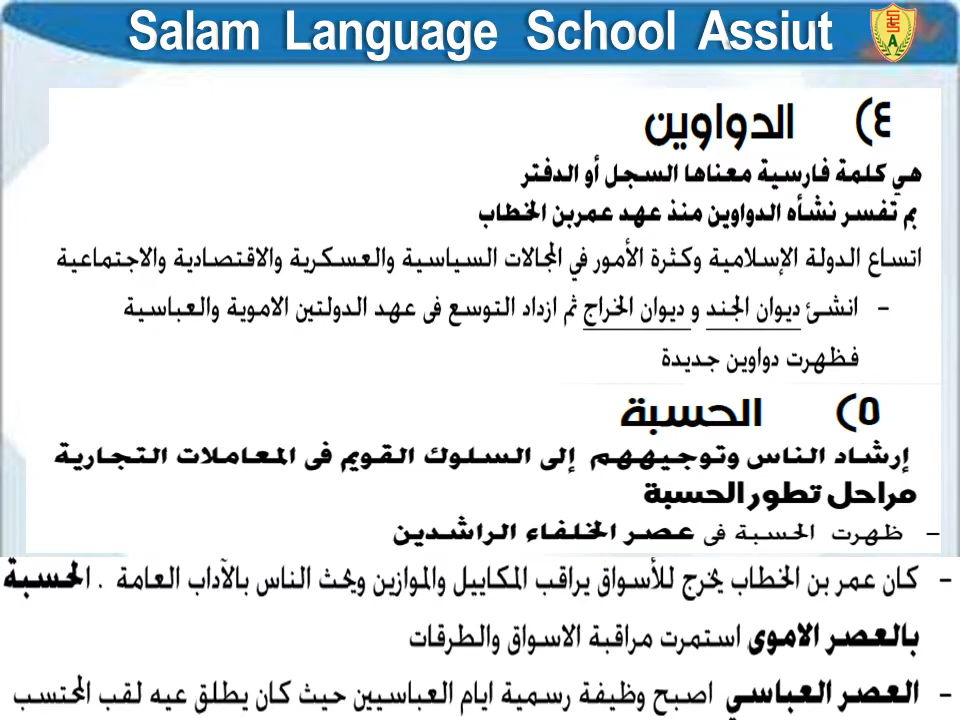 Salam Language School Assiut
٤) الدواوين
هي كلمة فارسية معناها السجل أو الدفتر
بم تفسر نشأه الدواوين منذ عهد عمربن الخطاب
اتساع الدولة الإسلامية وكثرة الأمور في المجالات السياسية والعسكرية والاقتصادية والاجتماعية
- انشئ ديوان الجند و ديوان الخراج ثم ازداد التوسع فى عهد الدولتين الاموية والعباسية
فظهرت دواوين جديدة
٥) الحسبة
إرشاد الناس وتوجيههم إلى السلوك القويم فى المعاملات التجارية
مراحل تطور الحسبة
- ظهرت الحسبة فى عصر الخلفاء الراشدين
- كان عمر بن الخطاب يخرج للأسواق يراقب المكاييل والموازين ويحث الناس بالآداب العامة . الحسبة
بالعصر الاموى استمرت مراقبة الاسواق والطرقات
- العصر العباسي اصبح وظيفة رسمية ايام العباسيين حيث كان يطلق عيه لقب المحتسب